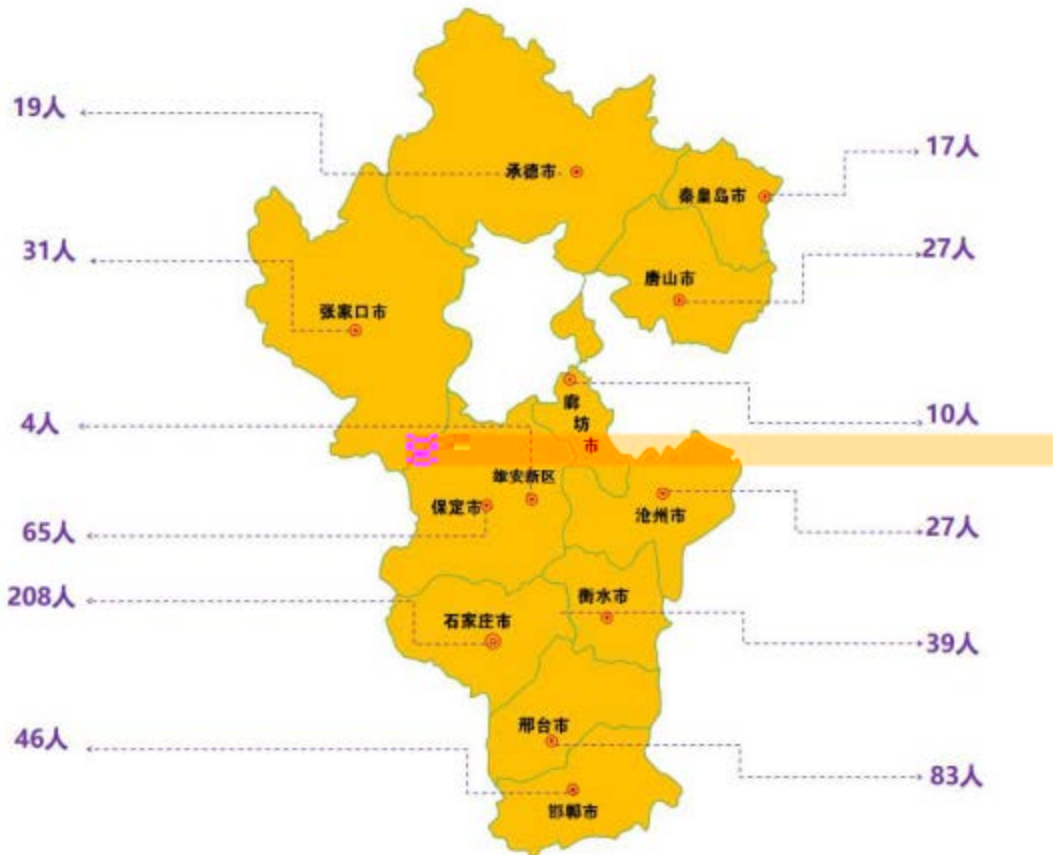 19人
承德市
17人
秦皇岛市
31人
27人
唐山市
张家口市
4人
10人
廊
坊
市
雄安新区
保定市
沧州市
65人
27人
208人
衡水市
石家庄市
39人
46人
邢台市
83人
邯郸市